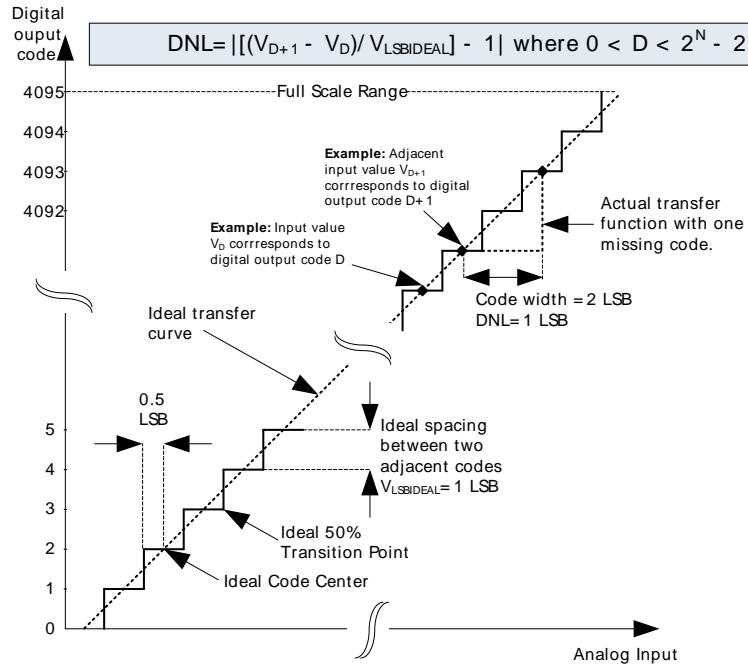 Digital
ouput
code
DNL= |[(V_{D+1} - V_D)/ V_{LSBIDEAL}] - 1| where 0 < D < 2^N - 2
4095
Full Scale Range
4094
4093
4092
Example: Adjacent
input value V_{D+1}
corrresponds to digital
output code D+1
Example: Input value
V_D corrresponds to
digital output code D
Actual transfer
function with one
missing code.
Code width = 2 LSB
DNL= 1 LSB
Ideal transfer
curve
0.5
LSB
5
4
3
2
1
0
Ideal spacing
between two
adjacent codes
V_{LSBIDEAL}= 1 LSB
Ideal 50%
Transition Point
Ideal Code Center
Analog Input